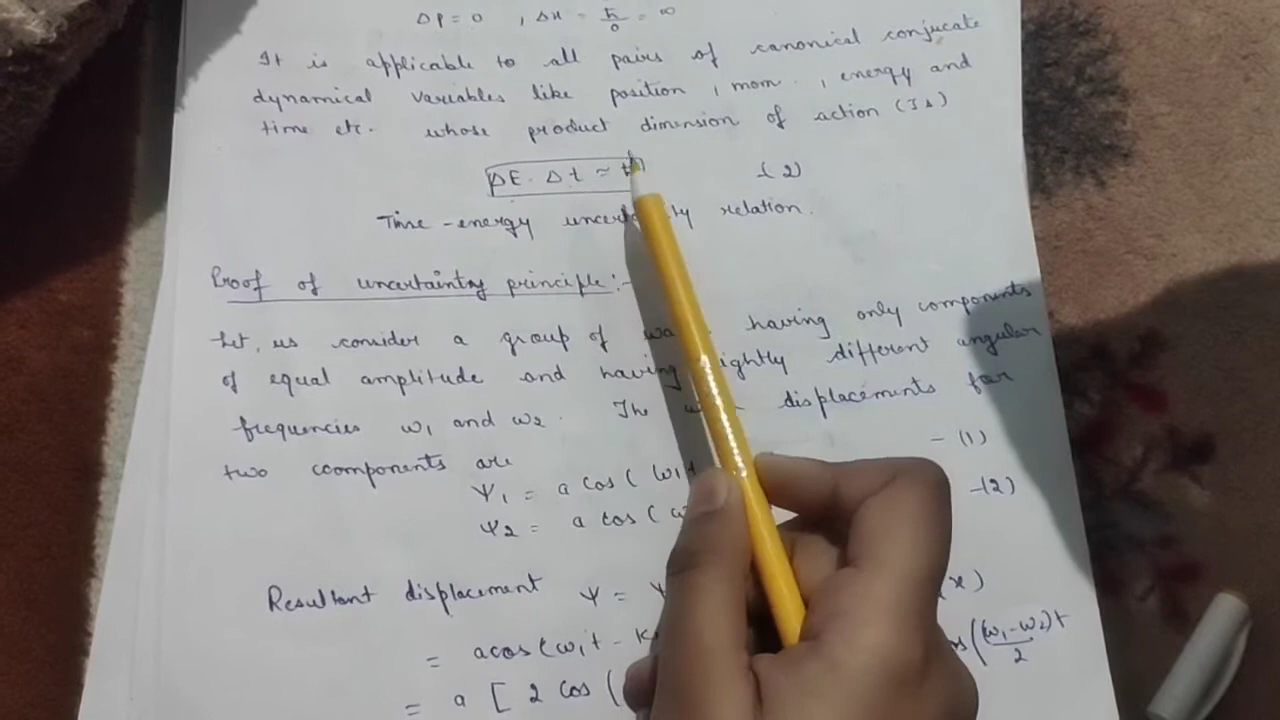 ΔP = 0 , Δx = ħ/0 = ∞
It is applicable to all pairs of canonical conjucate
dynamical variables like position , mom . , energy and
time etc. whose product dimension of action (Js)
ΔE . Δt ≈ -(2)
Time - energy uncertainty relation .
Proof of uncertainty principle :-
Let, us consider a group of having only components
of equal amplitude and having different angular
frequencies ω1 and ω2 . The displacements for
two ccomponents are
ψ1 = a cos ( ω1t - (1)
ψ2 = a cos ( -(2)
Resultant displacement ψ = x)
= acos(ω1t - K
= a [ 2 cos ( (ω1-ω2)t/2